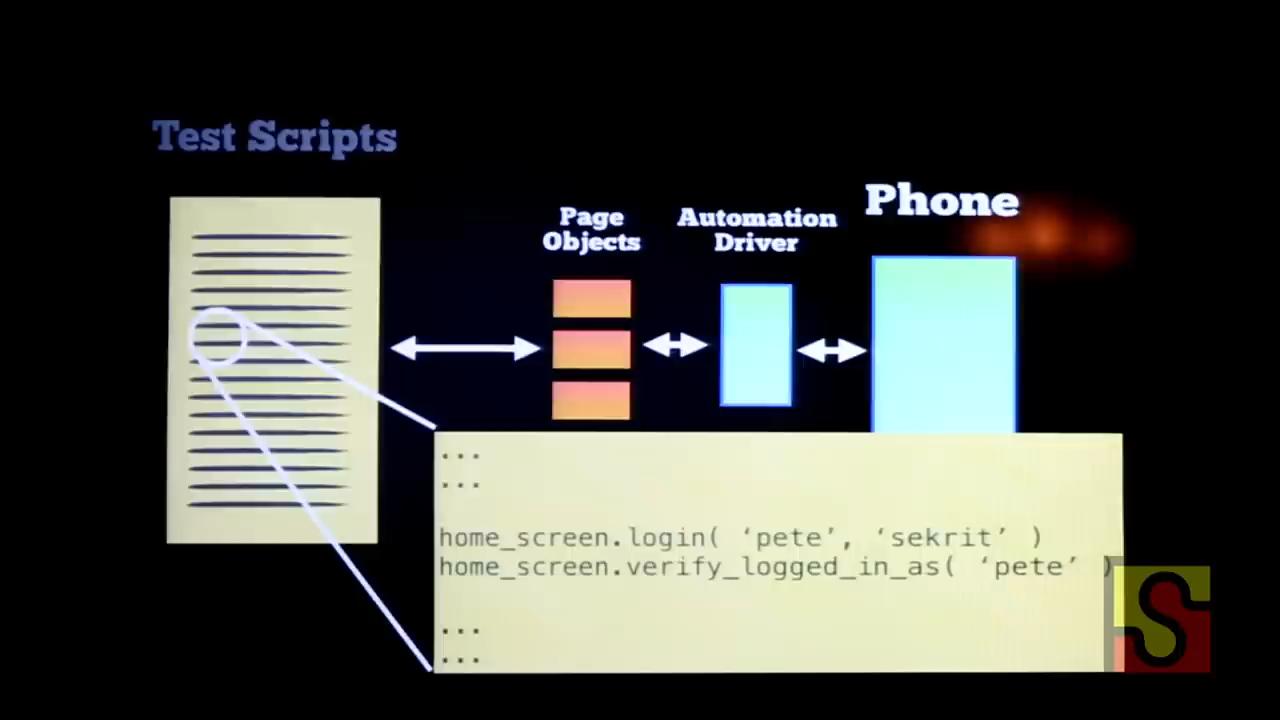 Test Scripts
Page
Objects
Automation
Driver
Phone
...
...
home_screen.login( ‘pete’, ‘sekrit’ )
home_screen.verify_logged_in_as( ‘pete’ )
...
...
S